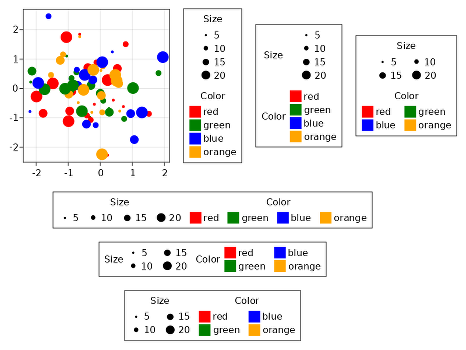 2
1
0
-1
-2
-2 -1 0 1 2
Size
5
10
15
20
Color
red
green
blue
orange
Size
5
10
15
20
Color
red
green
blue
orange
Size
5 10
15 20
Color
red green
blue orange
Size Color
5 10 15 20 red green blue orange
Size 5 15 Color red blue
10 20 green orange
Size Color
5 15 red blue
10 20 green orange